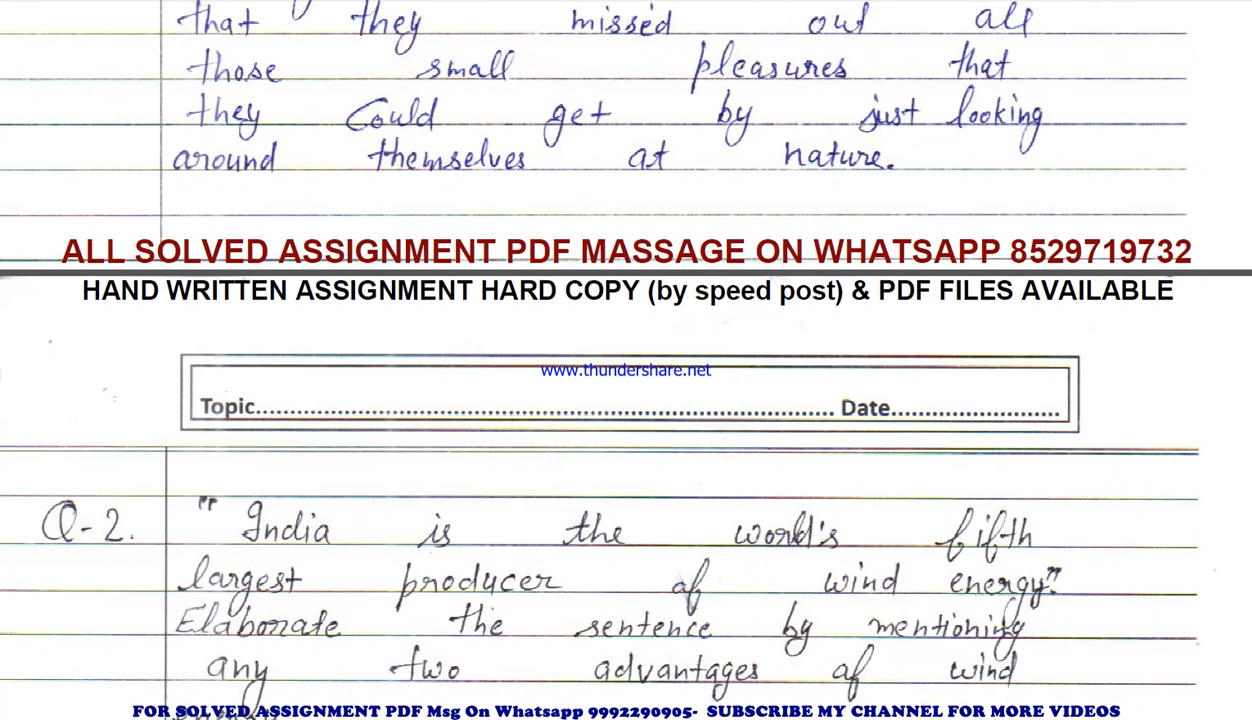 that they missed out all
those small pleasures that
they Could get by just looking
around themselves at nature.
ALL SOLVED ASSIGNMENT PDF MASSAGE ON WHATSAPP 8529719732
HAND WRITTEN ASSIGNMENT HARD COPY (by speed post) & PDF FILES AVAILABLE
www.thundershare.net
Topic.................................................................................... Date.........................
Q-2. "India is the world's fifth
largest producer of wind energy."
Elaborate the sentence by mentioning
any two advantages of wind
FOR SOLVED ASSIGNMENT PDF Msg On Whatsapp 9992290905- SUBSCRIBE MY CHANNEL FOR MORE VIDEOS